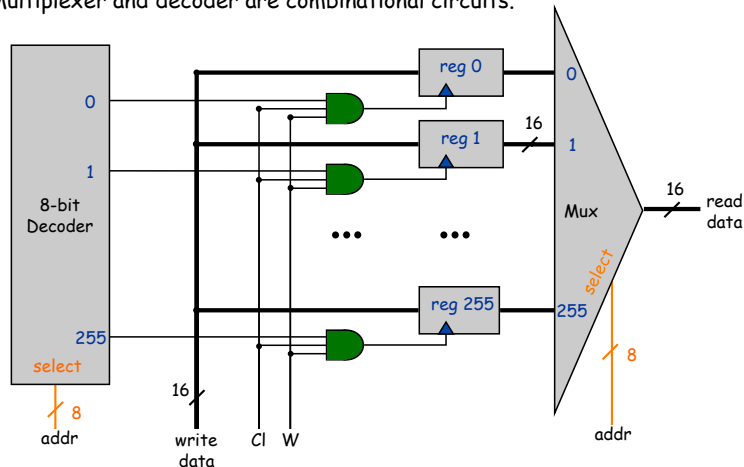 Multiplexer and decoder are combinational circuits.
reg 0
0
0
16
reg 1
1
1
16
read
data
8-bit
Decoder
Mux
select
reg 255
255
255
select
8
16
8
addr
write
data
Cl
W
addr